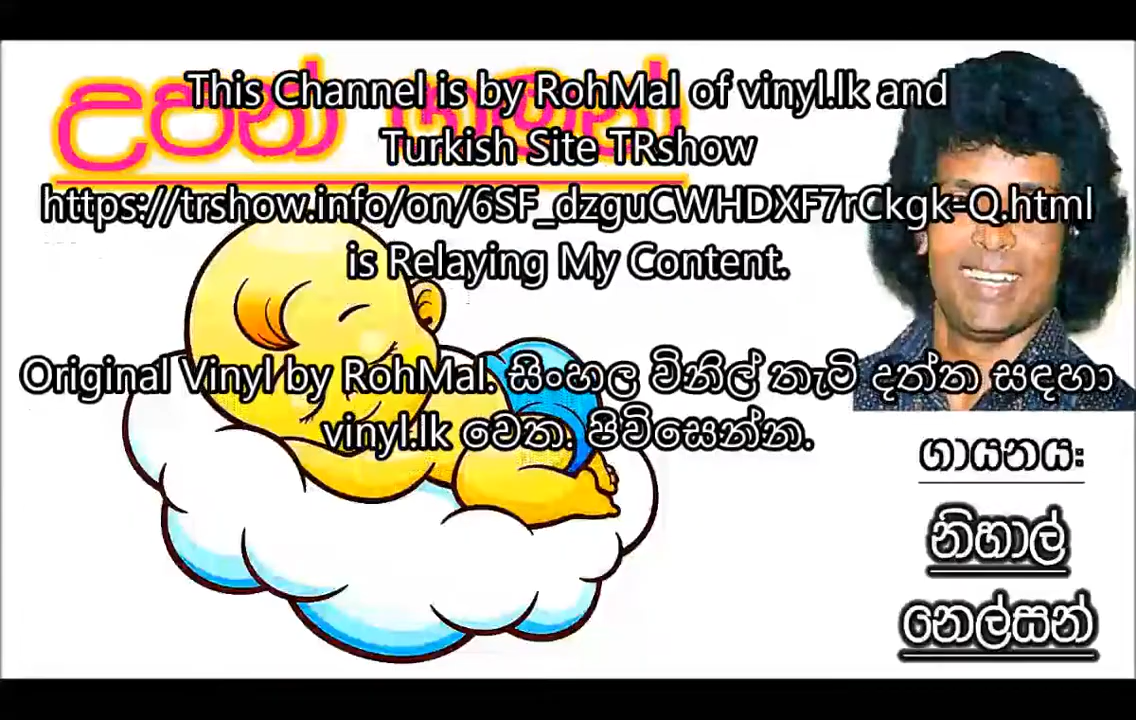 උපනේ
This Channel is by RohMal of vinyl.lk and
Turkish Site TRshow
https://trshow.info/on/6SF_dzguCWHDXF7rCkgk-Q.html
is Relaying My Content.
Original Vinyl by RohMal. සිංහල විනිල් තැටි දත්ත සඳහා
vinyl.lk වෙත. පිවිසෙන්න.
ගායනය:
නිහාල්
නෙල්සන්